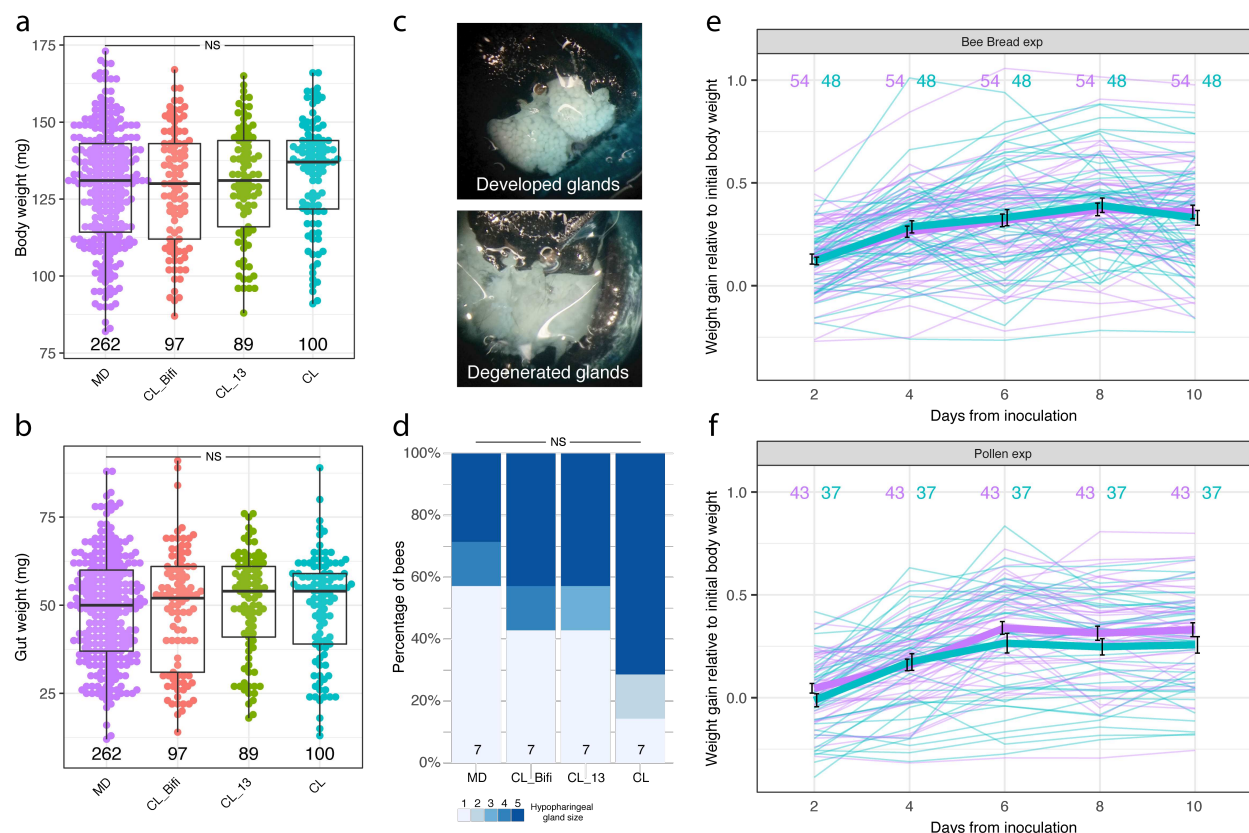 a
Body weight (mg)
175
150
125
100
75
NS
262 97 89 100
MD CL_Bifi CL_13 CL
b
Gut weight (mg)
75
50
25
NS
262 97 89 100
MD CL_Bifi CL_13 CL
c
Developed glands
Degenerated glands
d
NS
Percentage of bees
100%
80%
60%
40%
20%
0%
7 7 7 7
MD CL_Bifi CL_13 CL
1 2 3 4 5
Hypopharingeal
gland size
e
Bee Bread exp
Weight gain relative to initial body weight
1.0
0.5
0.0
54 48 54 48 54 48 54 48 54 48
2 4 6 8 10
Days from inoculation
f
Pollen exp
Weight gain relative to initial body weight
1.0
0.5
0.0
43 37 43 37 43 37 43 37 43 37
2 4 6 8 10
Days from inoculation